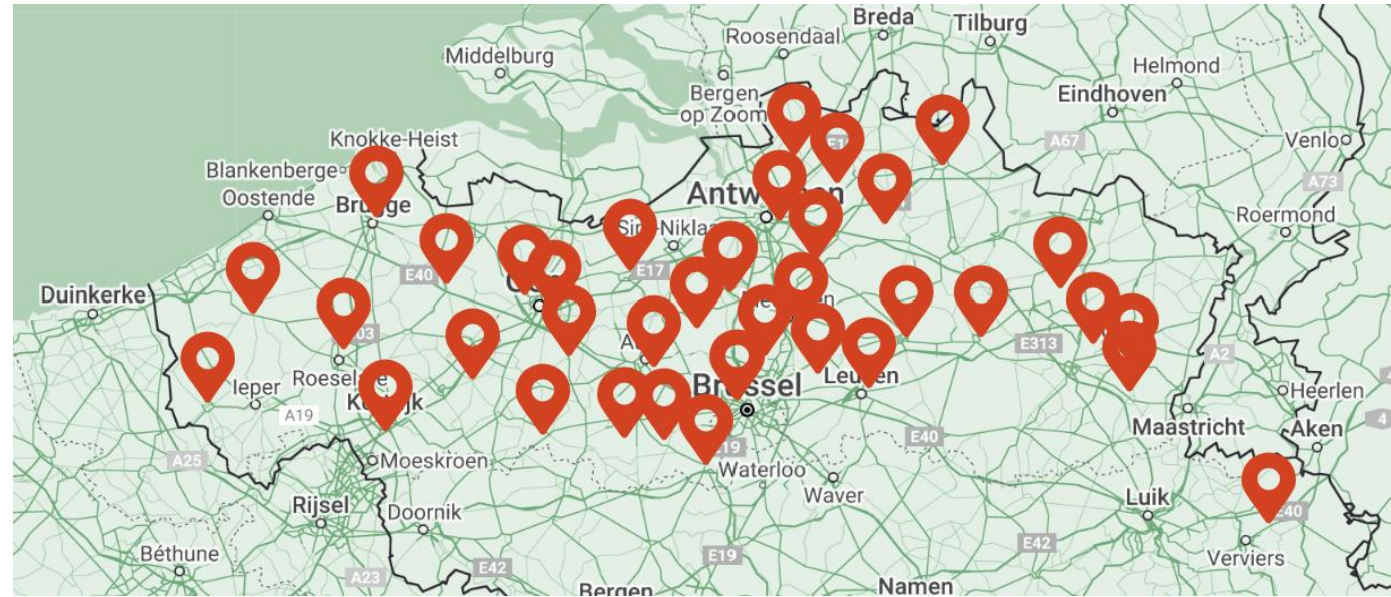 Breda
Tilburg
Roosendaal
Middelburg
Helmond
Bergen
op Zoom
Eindhoven
Knokke-Heist
A67
Venlo
Blankenberge
A73
Oostende
Roermond
E40
E17
Duinkerke
E313
A2
Ieper
Leuven
Heerlen
A19
Brussel
Maastricht
Aken
E40
A25
Moeskroen
E19
Waterloo
Waver
Luik
Rijsel
Doornik
E40
Béthune
E19
E42
Verviers
E42
A23
Bergen
Namen